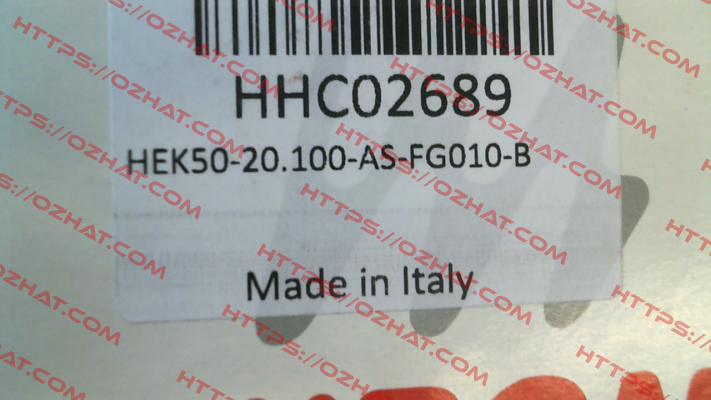 HHC02689
HEK50-20.100-AS-FG010-B
Made in Italy
HTTPS://OZHAT.COM